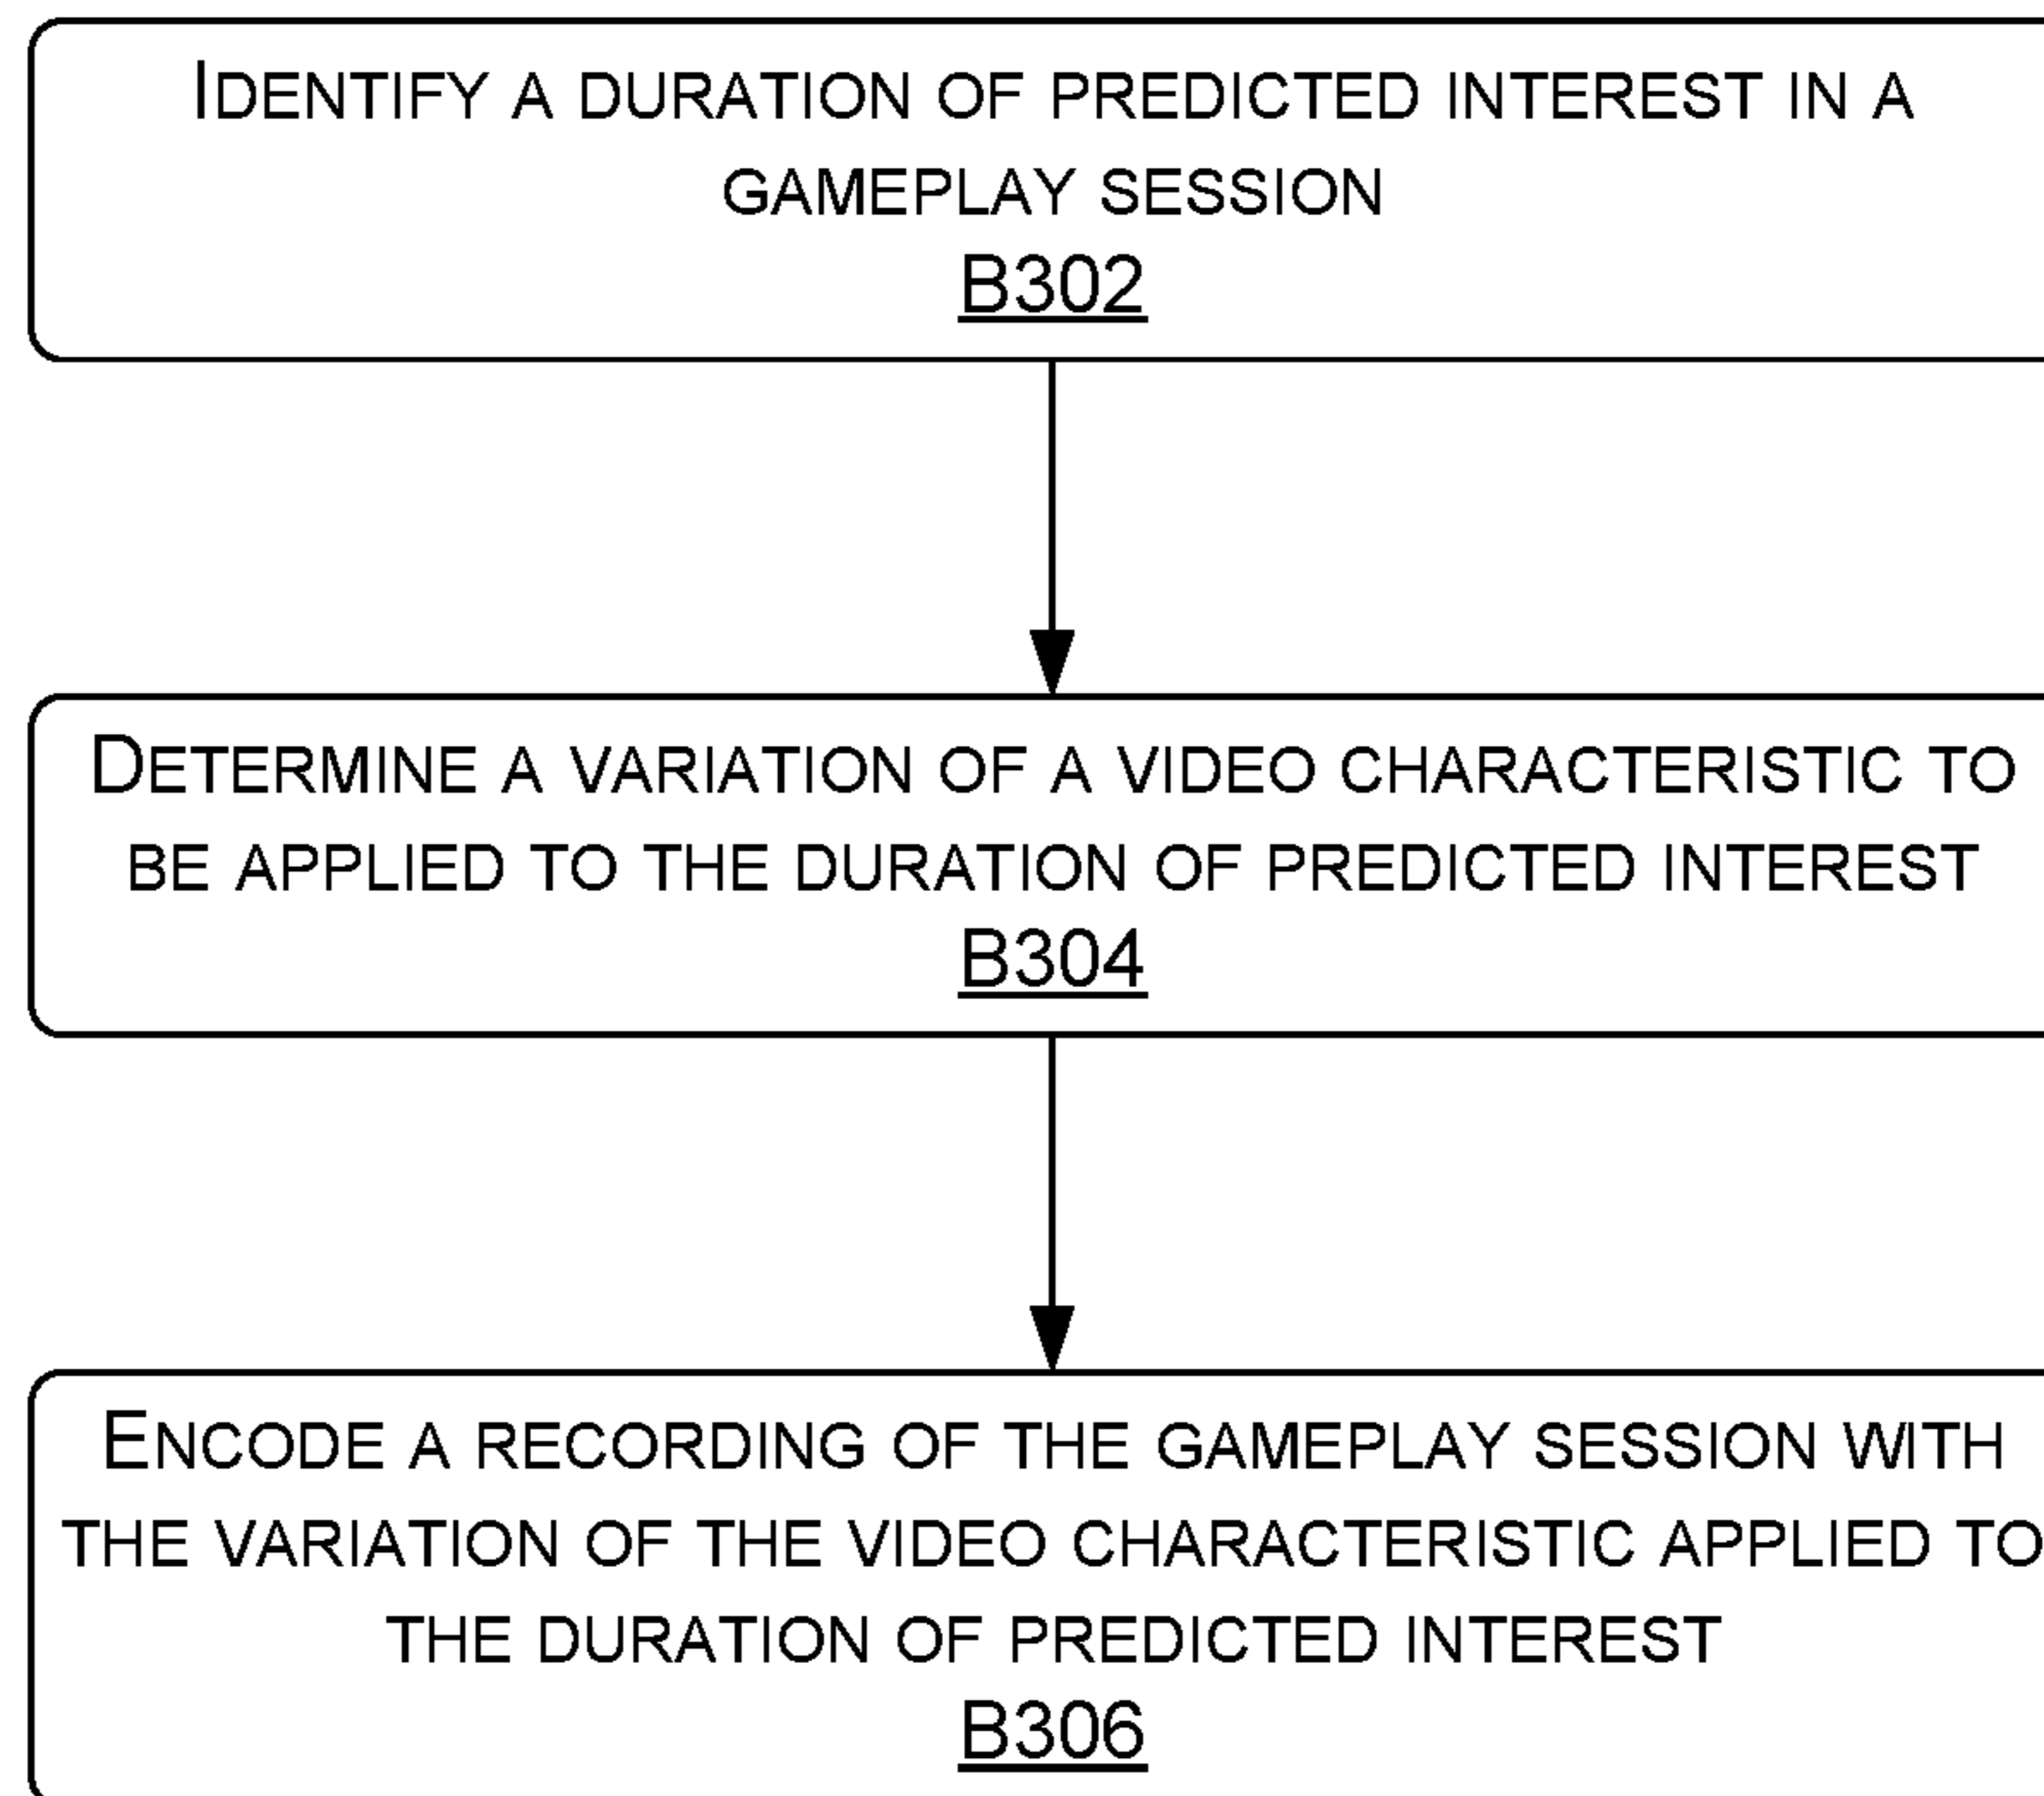 IDENTIFY A DURATION OF PREDICTED INTEREST IN A
GAMEPLAY SESSION
B302
DETERMINE A VARIATION OF A VIDEO CHARACTERISTIC TO
BE APPLIED TO THE DURATION OF PREDICTED INTEREST
B304
ENCODE A RECORDING OF THE GAMEPLAY SESSION WITH
THE VARIATION OF THE VIDEO CHARACTERISTIC APPLIED TO
THE DURATION OF PREDICTED INTEREST
B306